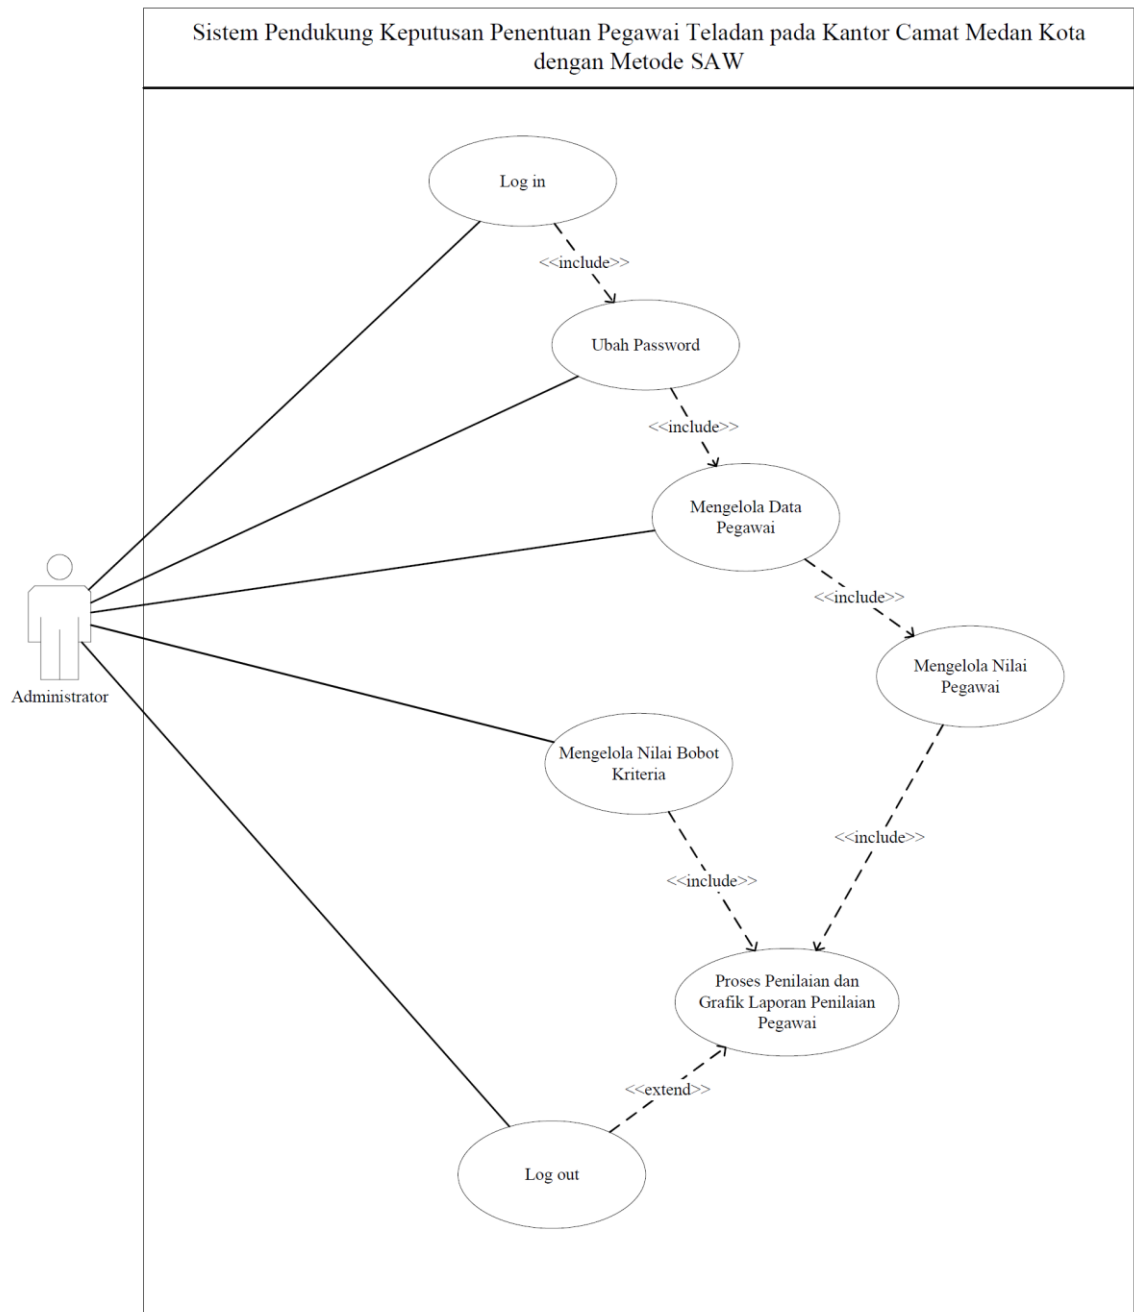 Sistem Pendukung Keputusan Penentuan Pegawai Teladan pada Kantor Camat Medan Kota
dengan Metode SAW
Log in
<<include>>
Ubah Password
<<include>>
Mengelola Data
Pegawai
<<include>>
Mengelola Nilai
Pegawai
Administrator
Mengelola Nilai Bobot
Kriteria
<<include>>
<<include>>
Proses Penilaian dan
Grafik Laporan Penilaian
Pegawai
<<extend>>
Log out